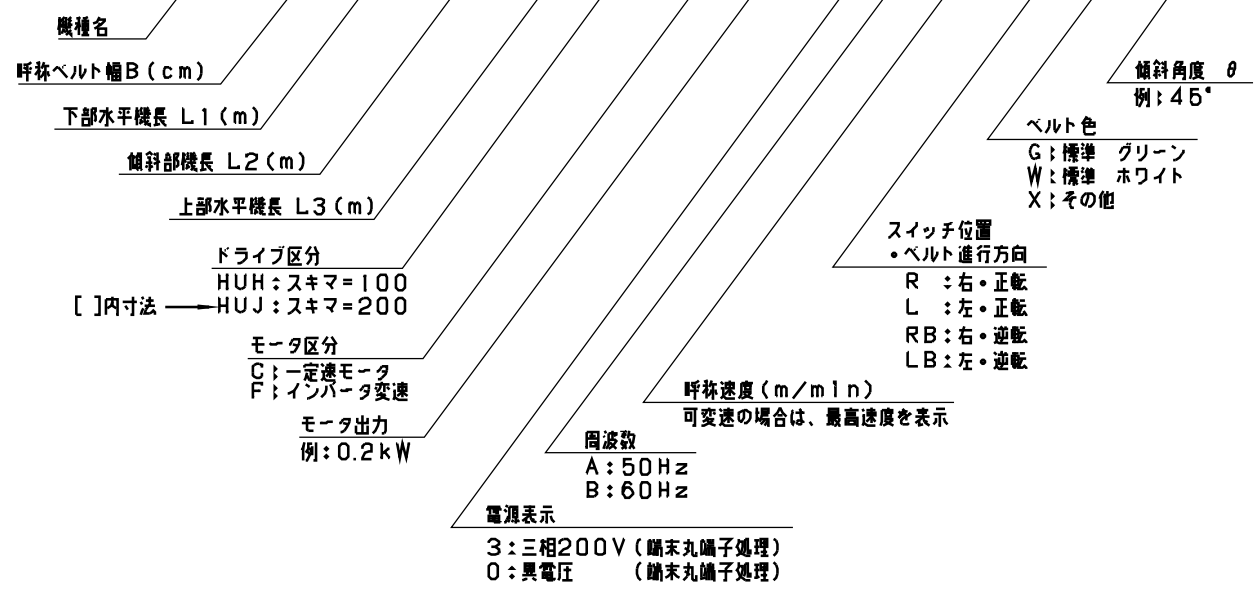 機種名
呼称ベルト幅B(cm)
下部水平機長 L1(m)
傾斜部機長 L2(m)
上部水平機長 L3(m)
ドライブ区分
HUH:スキマ=100
[ ]内寸法 HUJ:スキマ=200
モータ区分
C:一定速モータ
F:インバータ変速
モータ出力
例:0.2kW
電源表示
3:三相200V(端末丸端子処理)
0:異電圧 (端末丸端子処理)
周波数
A:50Hz
B:60Hz
呼称速度(m/min)
可変速の場合は、最高速度を表示
スイッチ位置
・ベルト進行方向
R :右・正転
L :左・正転
RB:右・逆転
LB:左・逆転
ベルト色
G:標準 グリーン
W:標準 ホワイト
X:その他
傾斜角度 θ
例:45°